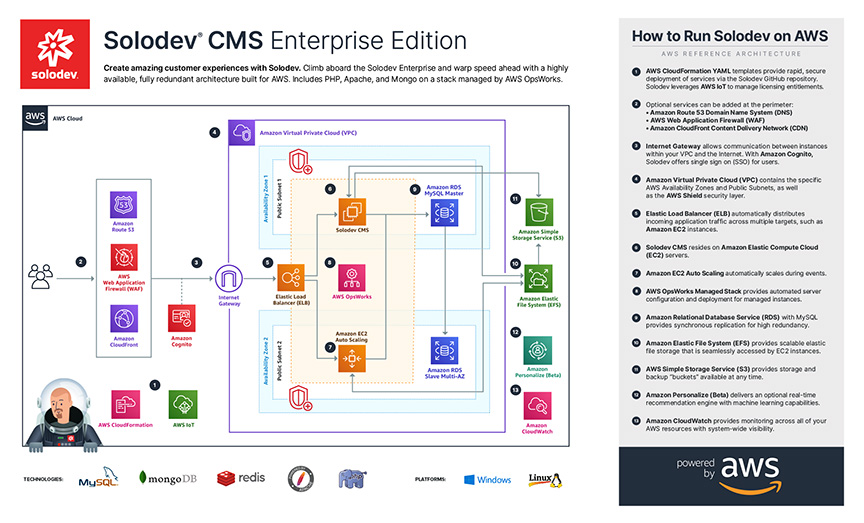 solodev.
Solodev® CMS Enterprise Edition
Create amazing customer experiences with Solodev. Climb aboard the Solodev Enterprise and warp speed ahead with a highly
available, fully redundant architecture built for AWS. Includes PHP, Apache, and Mongo on a stack managed by AWS OpsWorks.
aws
AWS Cloud
4
Amazon Virtual Private Cloud (VPC)
Availability Zone 1
Public Subnet 1
6
Solodev CMS
9
Amazon RDS
MySQL Master
11
Amazon Simple
Storage Service (S3)
Amazon
Route 53
2
AWS
Web Application
Firewall (WAF)
Amazon
CloudFront
3
Amazon
Cognito
Internet
Gateway
5
Elastic Load
Balancer (ELB)
8
AWS OpsWorks
10
Amazon Elastic
File System (EFS)
Availability Zone 2
Public Subnet 2
Amazon EC2
Auto Scaling
7
Amazon RDS
Slave Multi-AZ
12
Amazon
Personalize (Beta)
13
Amazon
CloudWatch
1
AWS CloudFormation
AWS IoT
TECHNOLOGIES:
MySQL
mongoDB
redis
php
PLATFORMS:
Windows
Linux
How to Run Solodev on AWS
AWS REFERENCE ARCHITECTURE
1 AWS CloudFormation YAML templates provide rapid, secure
deployment of services via the Solodev GitHub repository.
Solodev leverages AWS IoT to manage licensing entitlements.
2 Optional services can be added at the perimeter:
• Amazon Route 53 Domain Name System (DNS)
• AWS Web Application Firewall (WAF)
• Amazon CloudFront Content Delivery Network (CDN)
3 Internet Gateway allows communication between instances
within your VPC and the Internet. With Amazon Cognito,
Solodev offers single sign on (SSO) for users.
4 Amazon Virtual Private Cloud (VPC) contains the specific
AWS Availability Zones and Public Subnets, as well
as the AWS Shield security layer.
5 Elastic Load Balancer (ELB) automatically distributes
incoming application traffic across multiple targets, such as
Amazon EC2 instances.
6 Solodev CMS resides on Amazon Elastic Compute Cloud
(EC2) servers.
7 Amazon EC2 Auto Scaling automatically scales during events.
8 AWS OpsWorks Managed Stack provides automated server
configuration and deployment for managed instances.
9 Amazon Relational Database Service (RDS) with MySQL
provides synchronous replication for high redundancy.
10 Amazon Elastic File System (EFS) provides scalable elastic
file storage that is seamlessly accessed by EC2 instances.
11 AWS Simple Storage Service (S3) provides storage and
backup "buckets" available at any time.
12 Amazon Personalize (Beta) delivers an optional real-time
recommendation engine with machine learning capabilities.
13 Amazon CloudWatch provides monitoring across all of your
AWS resources with system-wide visibility.
powered
by
aws